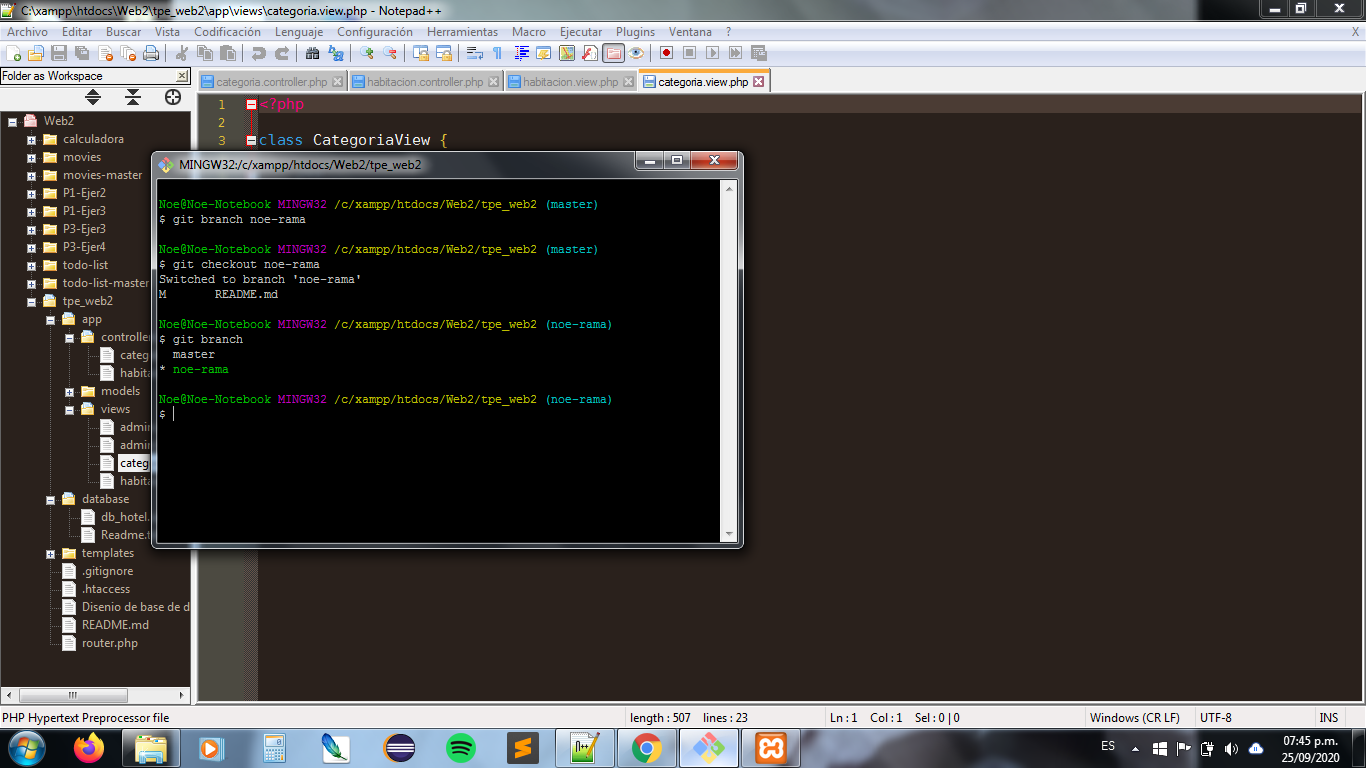 C:\xampp\htdocs\Web2\tpe_web2\app\views\categoria.view.php - Notepad++
Archivo Editar Buscar Vista Codificación Lenguaje Configuración Herramientas Macro Ejecutar Plugins Ventana ? X
Folder as Workspace
categoria.controller.php habitacion.controller.php habitacion.view.php categoria.view.php
Web2
calculadora
movies
movies-master
P1-Ejer2
P1-Ejer3
P3-Ejer3
P3-Ejer4
todo-list
todo-list-master
tpe_web2
app
controller
categ
habita
models
views
admin
admin
categ
habita
database
db_hotel.
Readme.t
templates
.gitignore
.htaccess
Disenio de base de d
README.md
router.php
1 <?php
2
3 class CategoriaView {
MINGW32:/c/xampp/htdocs/Web2/tpe_web2
Noe@Noe-Notebook MINGW32 /c/xampp/htdocs/Web2/tpe_web2 (master)
$ git branch noe-rama
Noe@Noe-Notebook MINGW32 /c/xampp/htdocs/Web2/tpe_web2 (master)
$ git checkout noe-rama
Switched to branch 'noe-rama'
M README.md
Noe@Noe-Notebook MINGW32 /c/xampp/htdocs/Web2/tpe_web2 (noe-rama)
$ git branch
master
* noe-rama
Noe@Noe-Notebook MINGW32 /c/xampp/htdocs/Web2/tpe_web2 (noe-rama)
$
PHP Hypertext Preprocessor file length : 507 lines : 23 Ln : 1 Col : 1 Sel : 0 | 0 Windows (CR LF) UTF-8 INS
ES
07:45 p.m.
25/09/2020